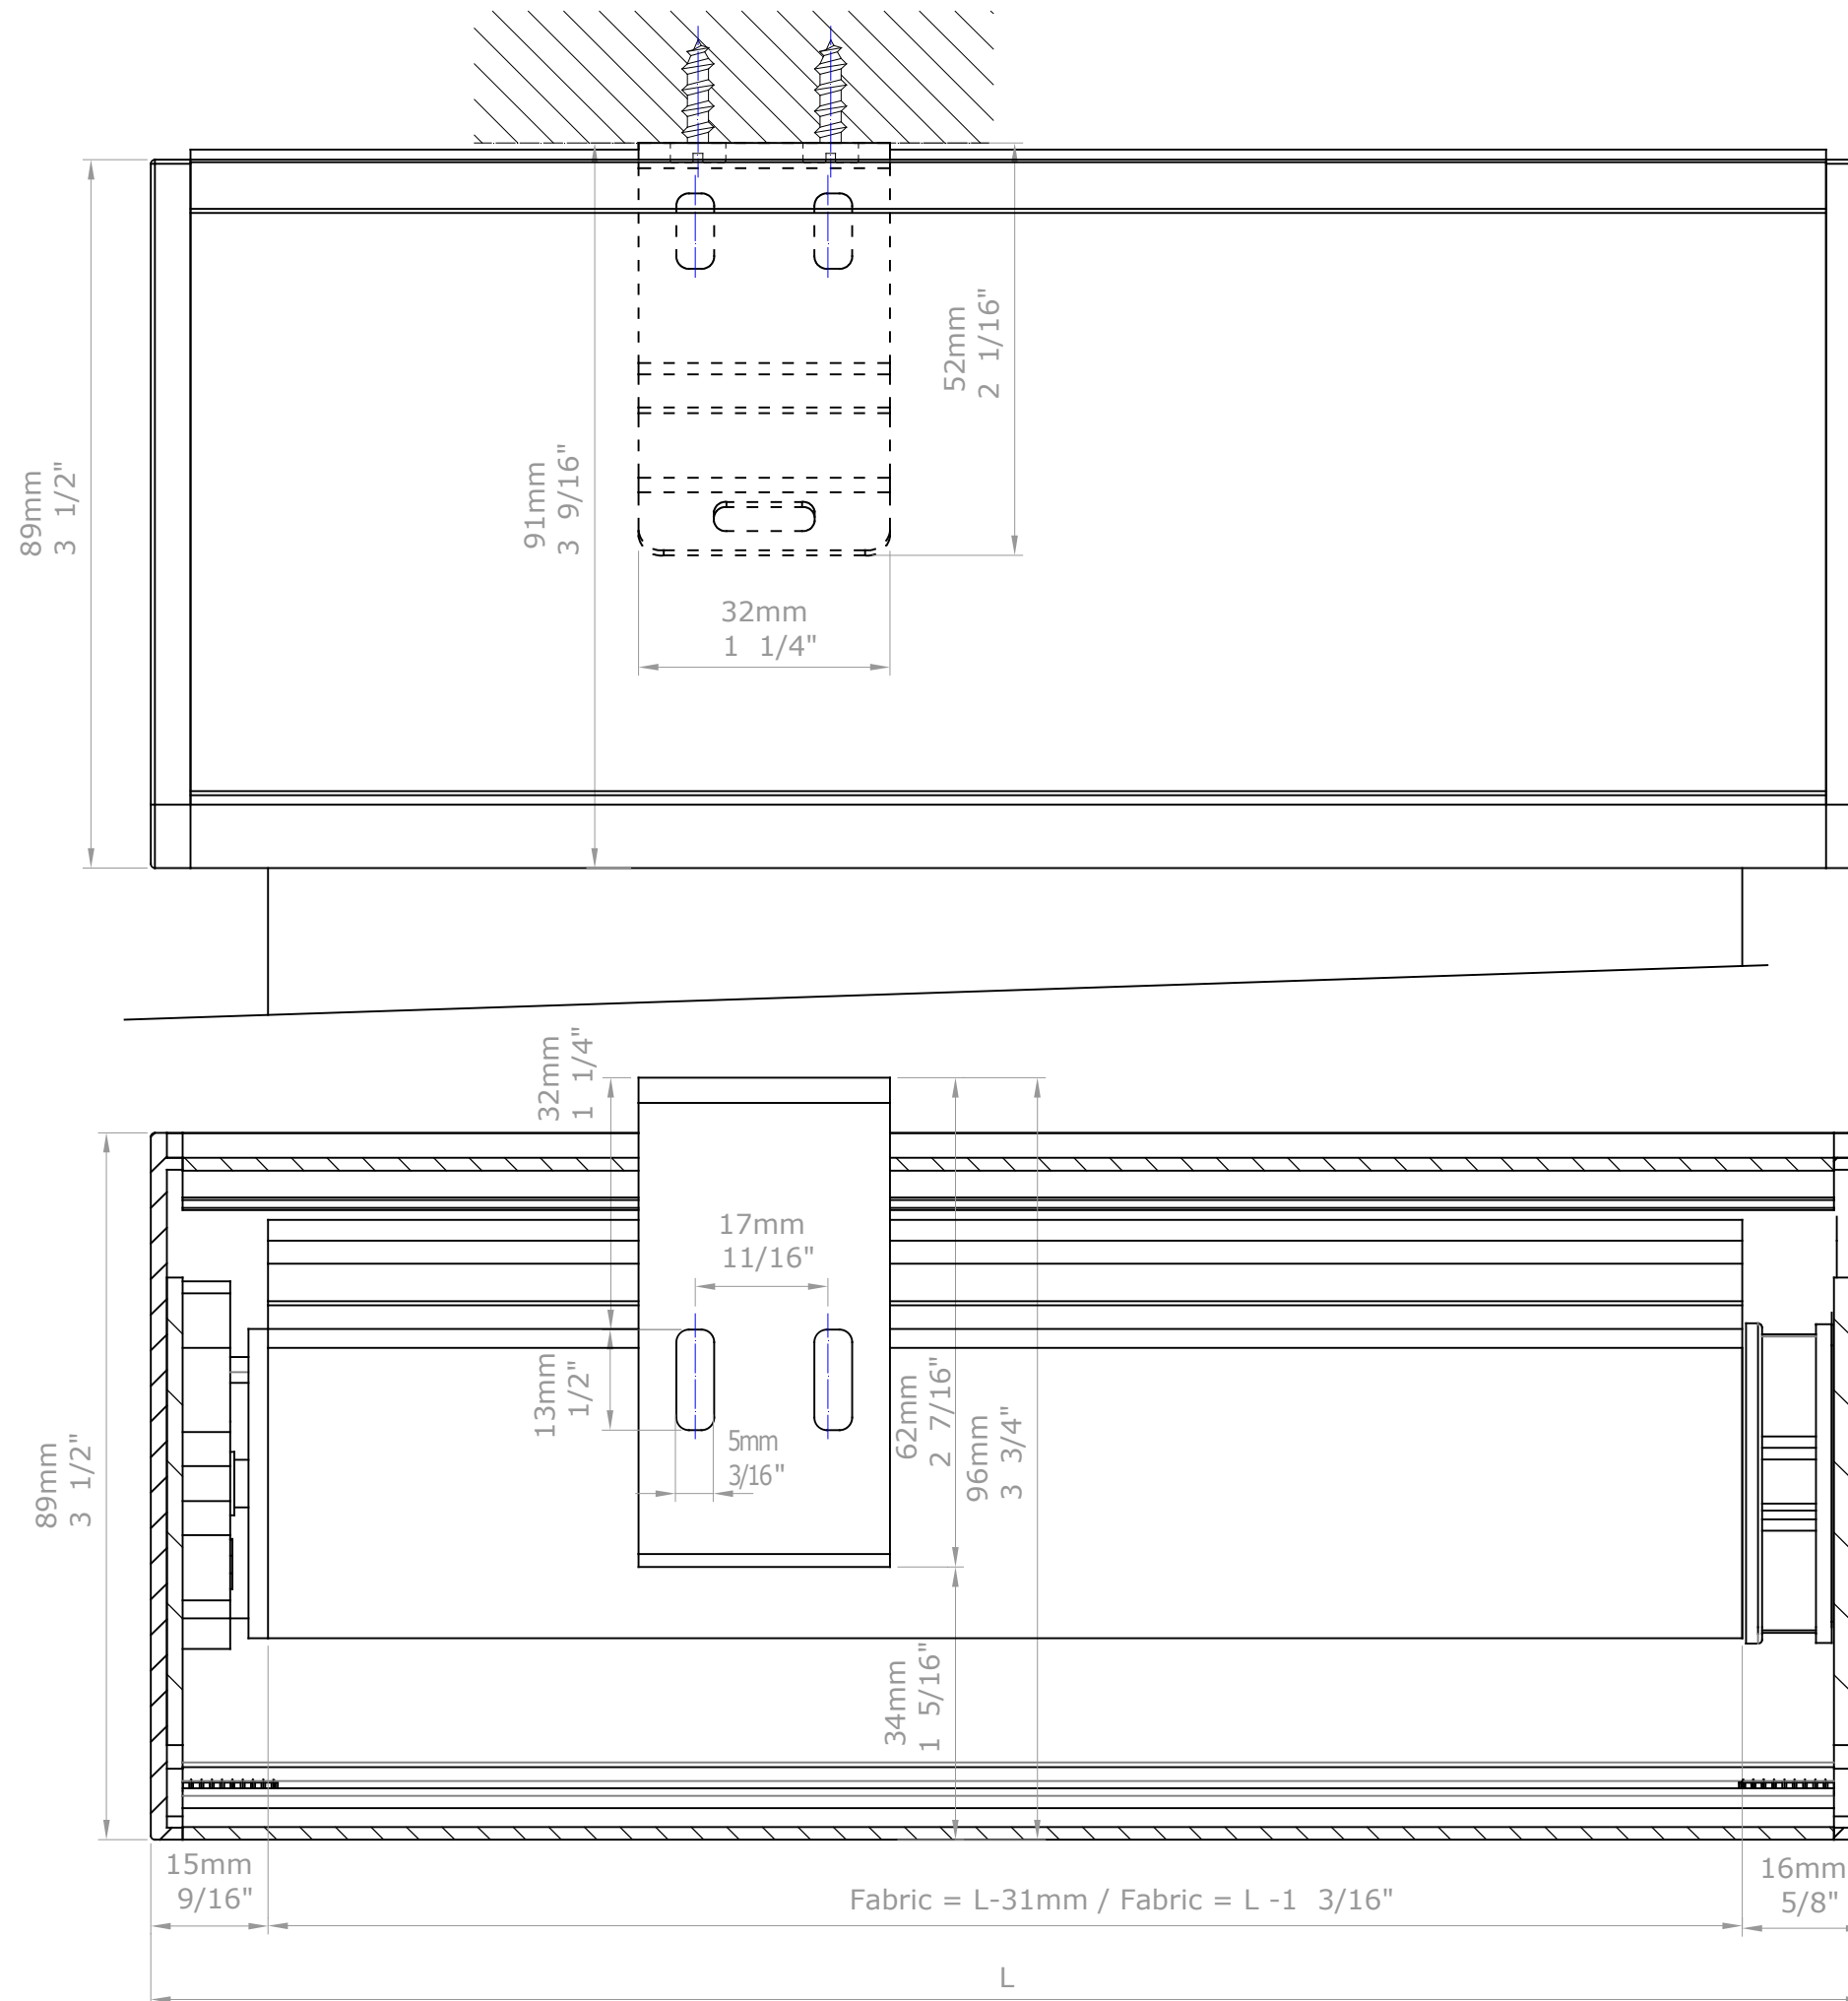 52mm
2 1/16"
89mm
3 1/2"
91mm
3 9/16"
32mm
1 1/4"
32mm
1 1/4"
17mm
11/16"
13mm
1/2"
5mm
3/16"
62mm
2 7/16"
96mm
3 3/4"
89mm
3 1/2"
34mm
1 5/16"
15mm
9/16"
Fabric = L-31mm / Fabric = L -1 3/16"
16mm
5/8"
L